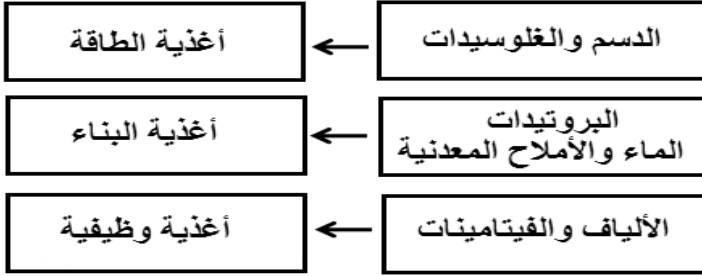 الدسم والغلوسيدات
أغذية الطاقة
البروتيدات
الماء والأملاح المعدنية
أغذية البناء
الألياف والفيتامينات
أغذية وظيفية